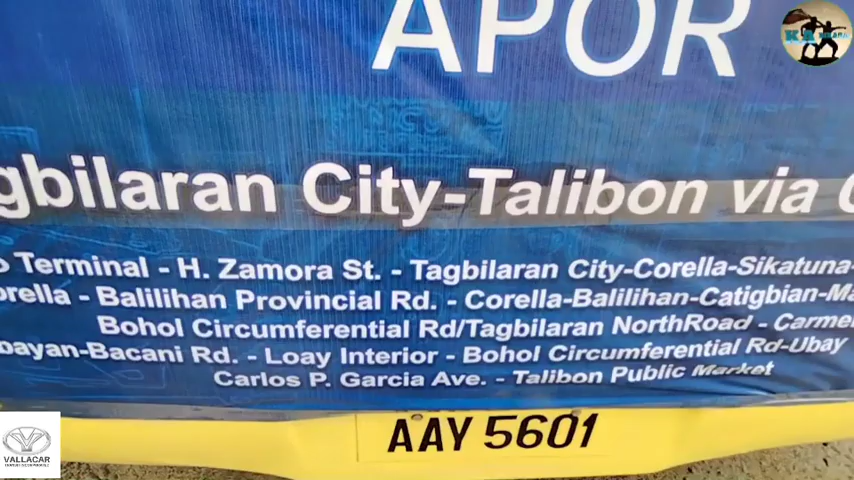 APOR
agbilaran City-Talibon via
Terminal - H. Zamora St. - Tagbilaran City-Corella-Sikatuna-
orella - Balilihan Provincial Rd. - Corella-Balilihan-Catigbian-Ma
Bohol Circumferential Rd/Tagbilaran NorthRoad - Carmen
bayan-Bacani Rd. - Loay Interior - Bohol Circumferential Rd-Ubay
Carlos P. Garcia Ave. - Talibon Public Market
AAY 5601
VALLACAR